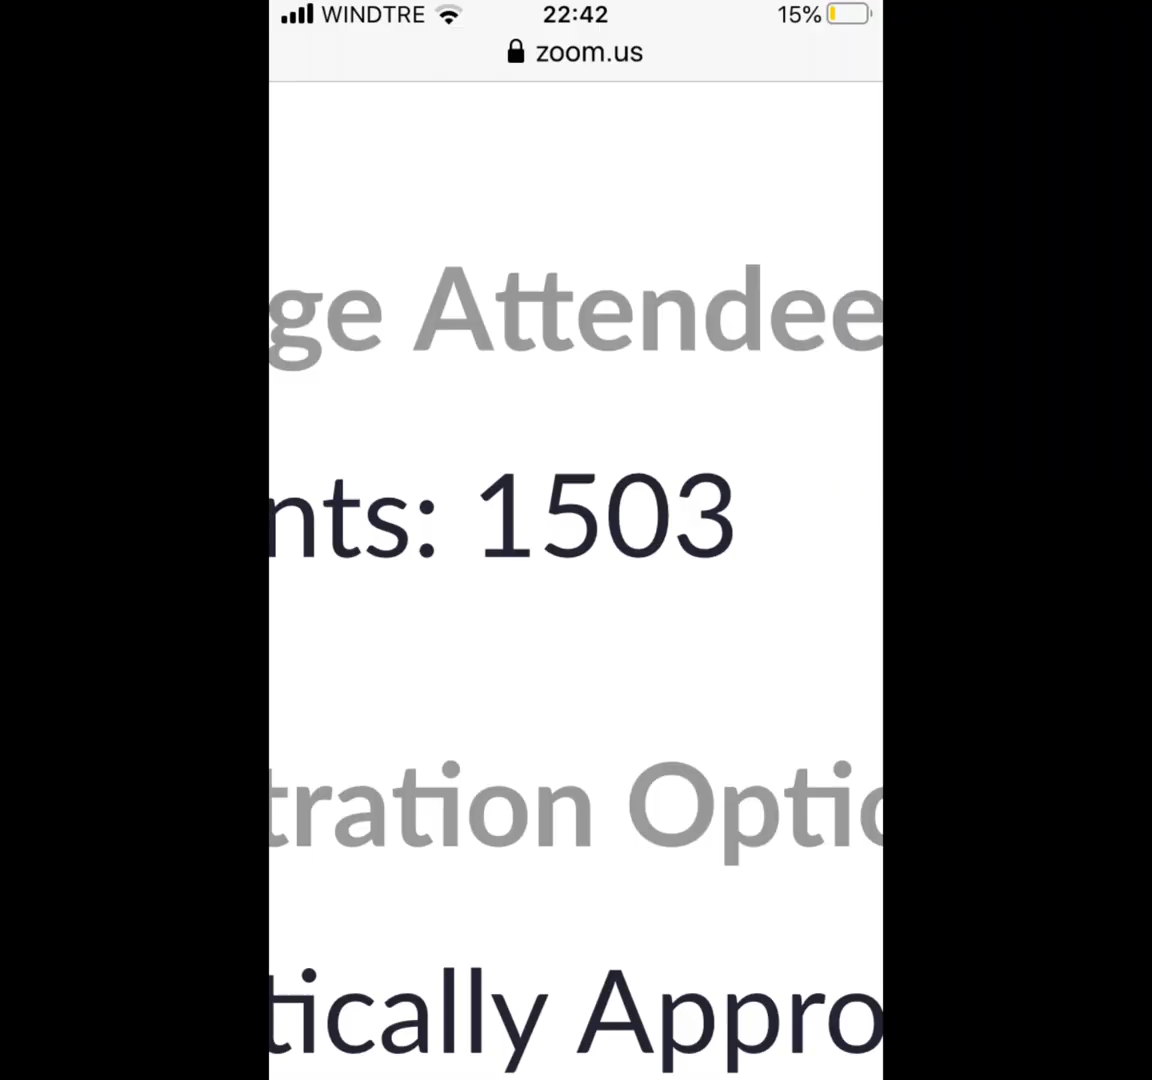 WINDTRE 22:42 15%
zoom.us
ge Attendee
nts: 1503
tration Optic
tically Appro